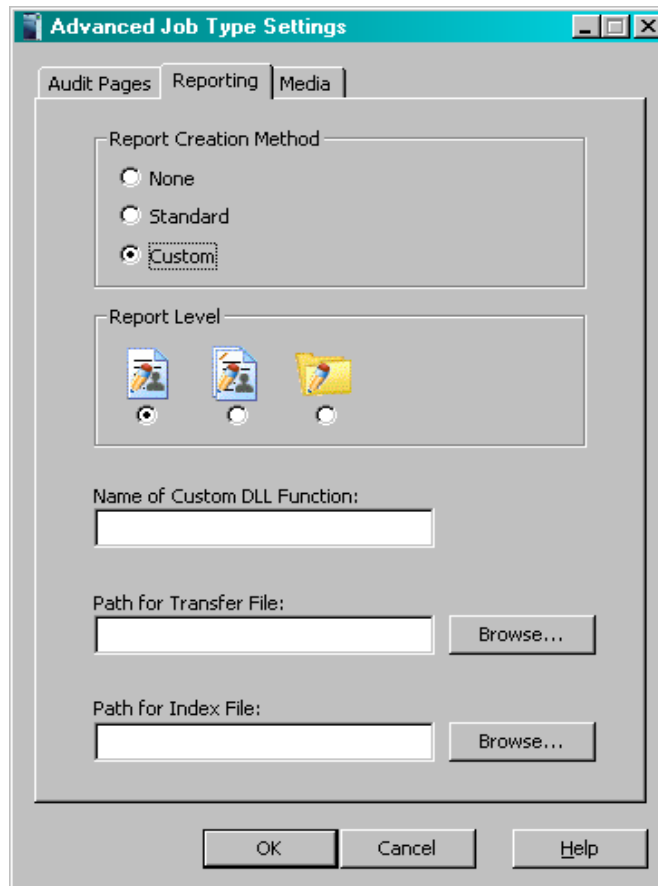 Advanced Job Type Settings
Audit Pages Reporting Media
Report Creation Method
None
Standard
Custom
Report Level
Name of Custom DLL Function:
Path for Transfer File:
Browse...
Path for Index File:
Browse...
OK Cancel Help